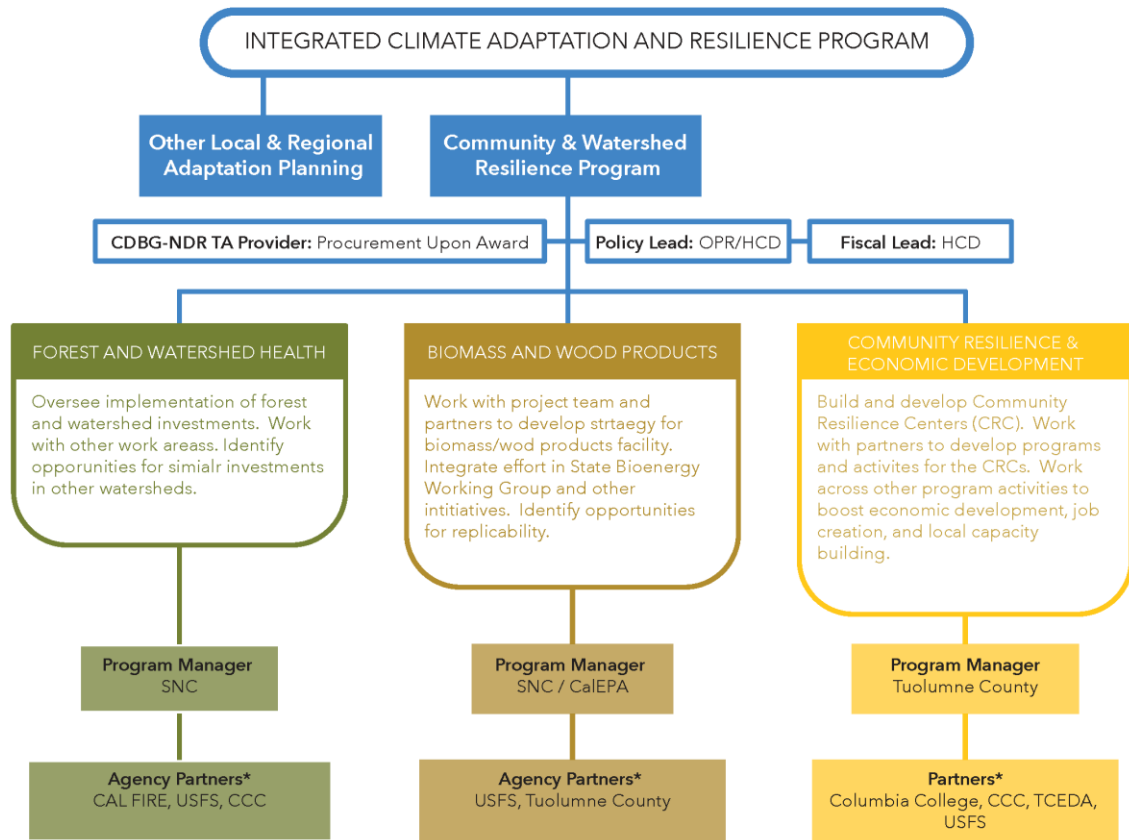 INTEGRATED CLIMATE ADAPTATION AND RESILIENCE PROGRAM
Other Local & Regional
Adaptation Planning
Community & Watershed
Resilience Program
CDBG-NDR TA Provider: Procurement Upon Award
Policy Lead: OPR/HCD
Fiscal Lead: HCD
FOREST AND WATERSHED HEALTH
Oversee implementation of forest
and watershed investments. Work
with other work areass. Identify
opporunities for simialr investments
in other watersheds.
Program Manager
SNC
Agency Partners*
CAL FIRE, USFS, CCC
BIOMASS AND WOOD PRODUCTS
Work with project team and
partners to develop strtaegy for
biomass/wod products facility.
Integrate effort in State Bioenergy
Working Group and other
intitiatives. Identify opportunities
for replicability.
Program Manager
SNC / CalEPA
Agency Partners*
USFS, Tuolumne County
COMMUNITY RESILIENCE &
ECONOMIC DEVELOPMENT
Build and develop Community
Resilience Centers (CRC). Work
with partners to develop programs
and activites for the CRCs. Work
across other program activities to
boost economic development, job
creation, and local capacity
building.
Program Manager
Tuolumne County
Partners*
Columbia College, CCC, TCEDA,
USFS